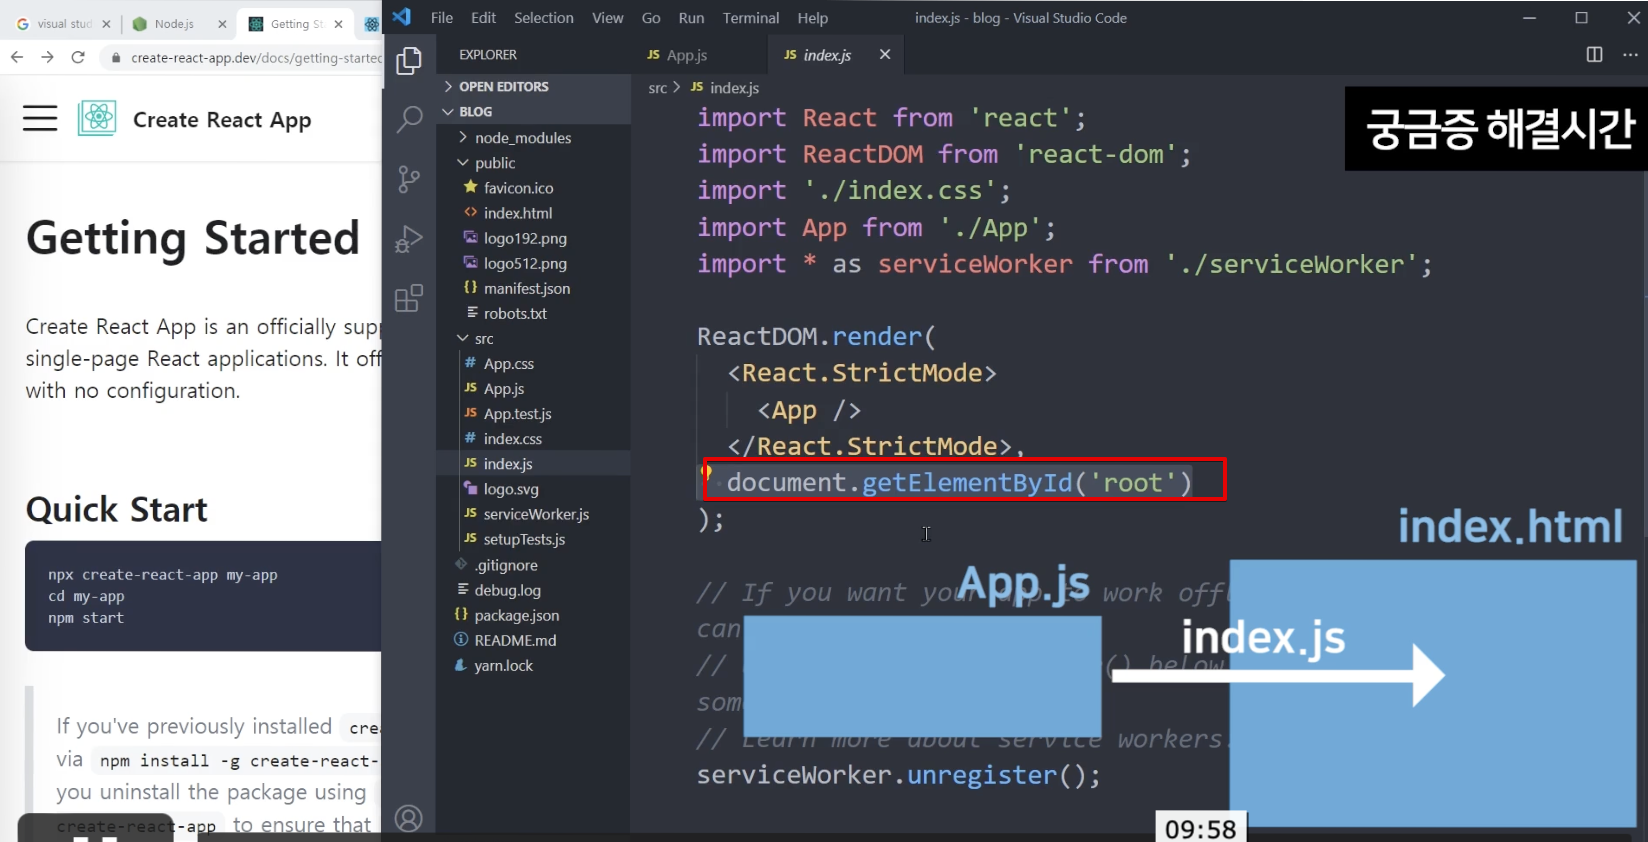 visual stud
Node.js
Getting St
create-react-app.dev/docs/getting-started
Create React App
Getting Started
Create React App is an officially supp
single-page React applications. It off
with no configuration.
Quick Start
npx create-react-app my-app
cd my-app
npm start
If you've previously installed crea
via npm install -g create-react-
you uninstall the package using
create-react-app to ensure that
File Edit Selection View Go Run Terminal Help
index.js - blog - Visual Studio Code
EXPLORER
OPEN EDITORS
BLOG
node_modules
public
favicon.ico
index.html
logo192.png
logo512.png
manifest.json
robots.txt
src
App.css
App.js
App.test.js
index.css
index.js
logo.svg
serviceWorker.js
setupTests.js
.gitignore
debug.log
package.json
README.md
yarn.lock
JS App.js
JS index.js
src > JS index.js
import React from 'react';
import ReactDOM from 'react-dom';
import './index.css';
import App from './App';
import * as serviceWorker from './serviceWorker';
ReactDOM.render(
<React.StrictMode>
<App />
</React.StrictMode>,
document.getElementById('root')
);
// If you want your app to work offl
can
// () below
som
// Learn more about service workers:
serviceWorker.unregister();
궁금증 해결시간
App.js
index.js
index.html
09:58